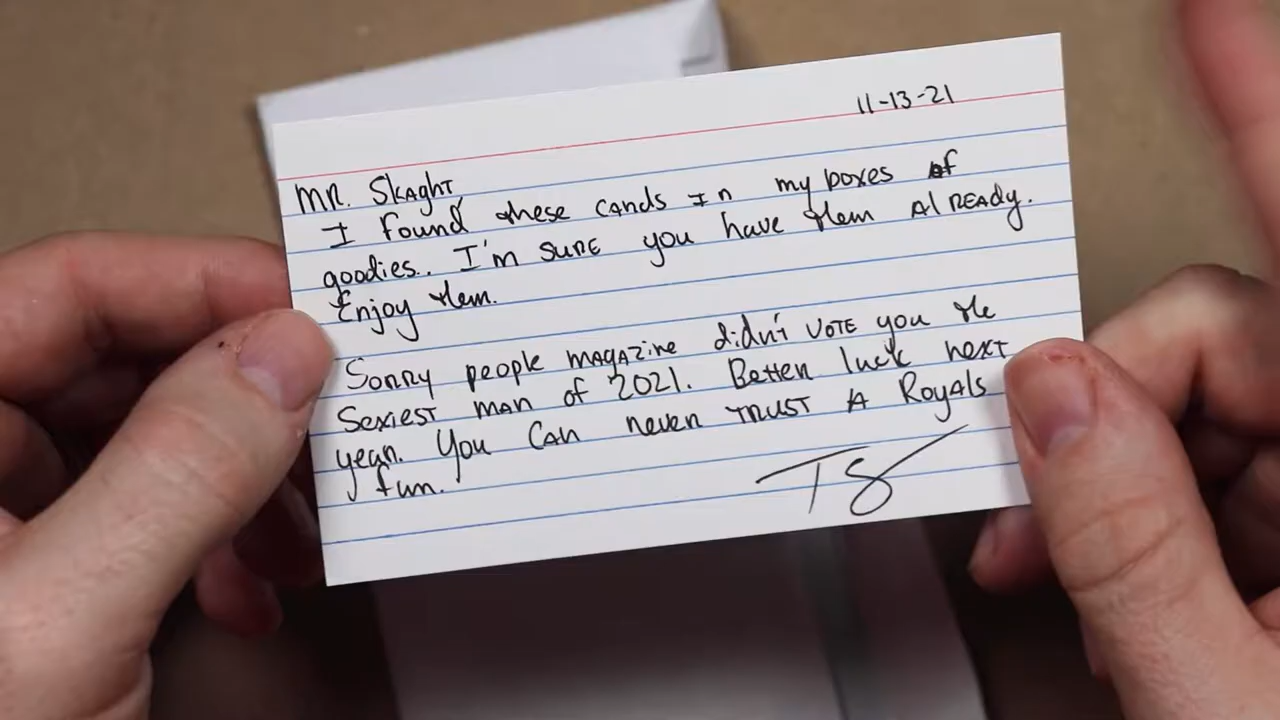 11-13-21
MR. Skaght,
I found these cards In my boxes of
goodies.. I'm sure you have them Already.
Enjoy them.
Sorry people magazine didn't vote you the
Sexiest man of 2021. Better luck next
year. You can never trust A Royals
fan.
TS